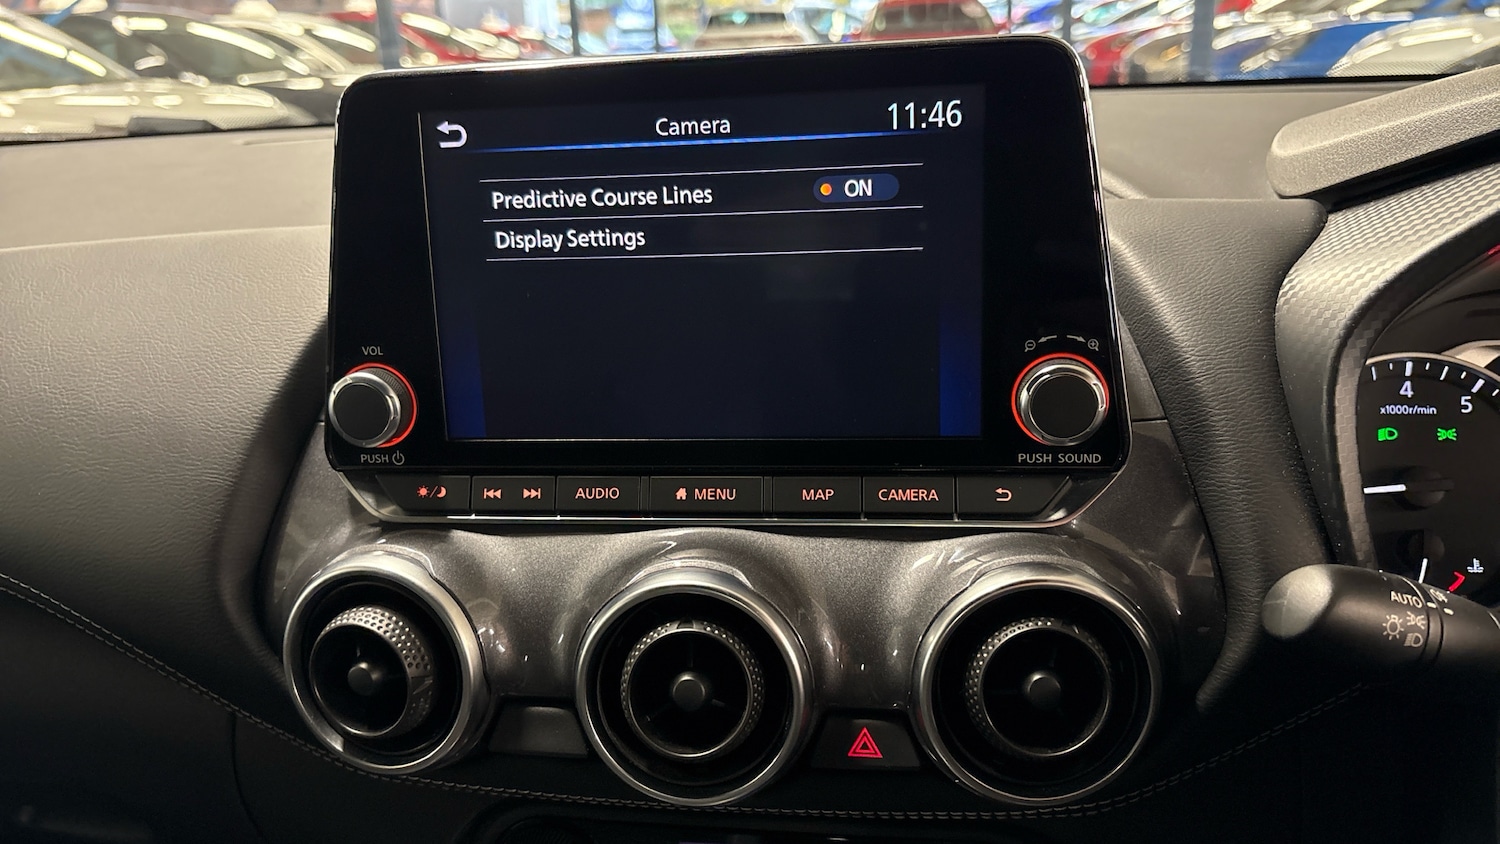 Camera
11:46
Predictive Course Lines
ON
Display Settings
VOL
PUSH
PUSH SOUND
AUDIO
MENU
MAP
CAMERA
4
5
x1000r/min
AUTO